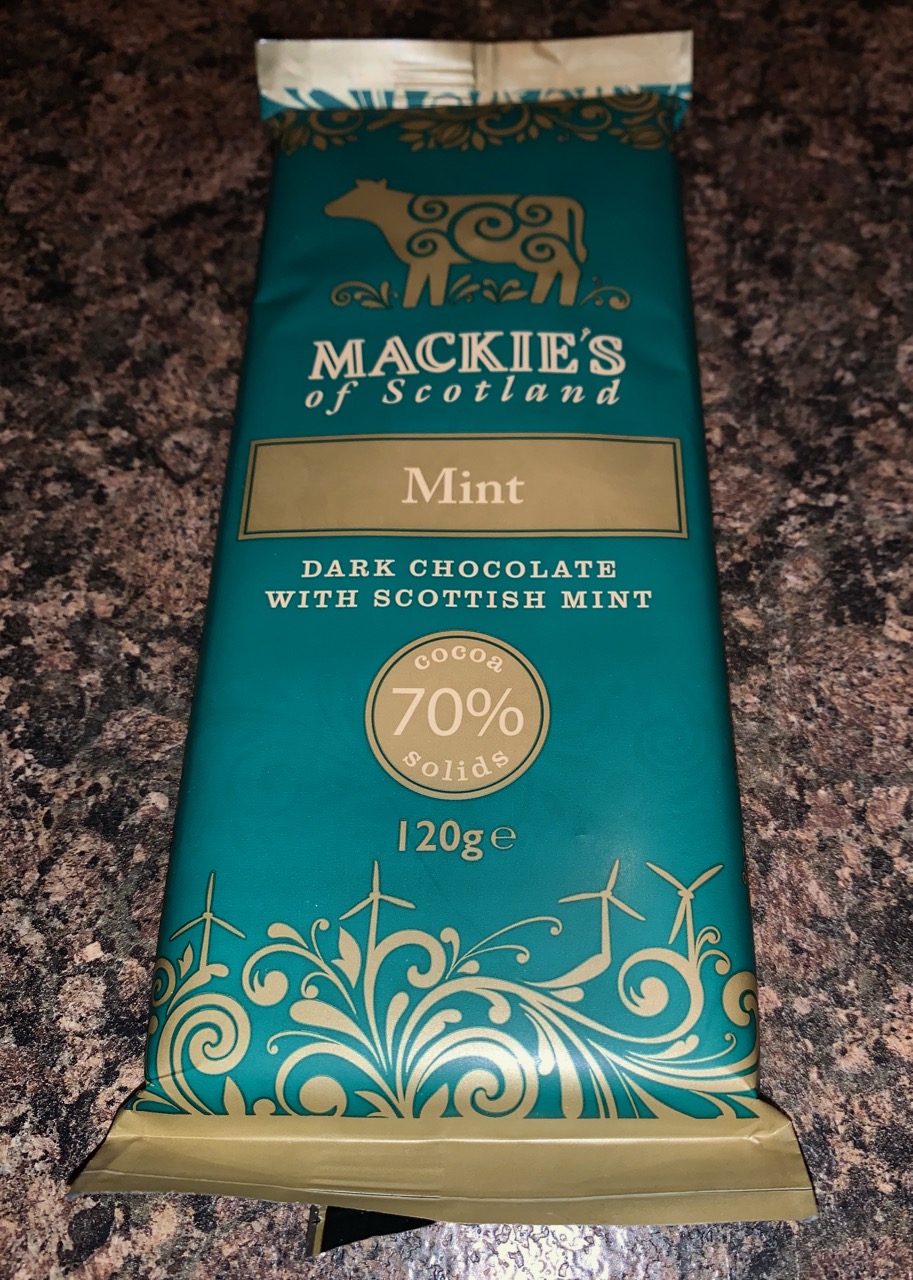 MACKIE'S
of Scotland
Mint
DARK CHOCOLATE
WITH SCOTTISH MINT
cocoa
70%
solids
120g ℮